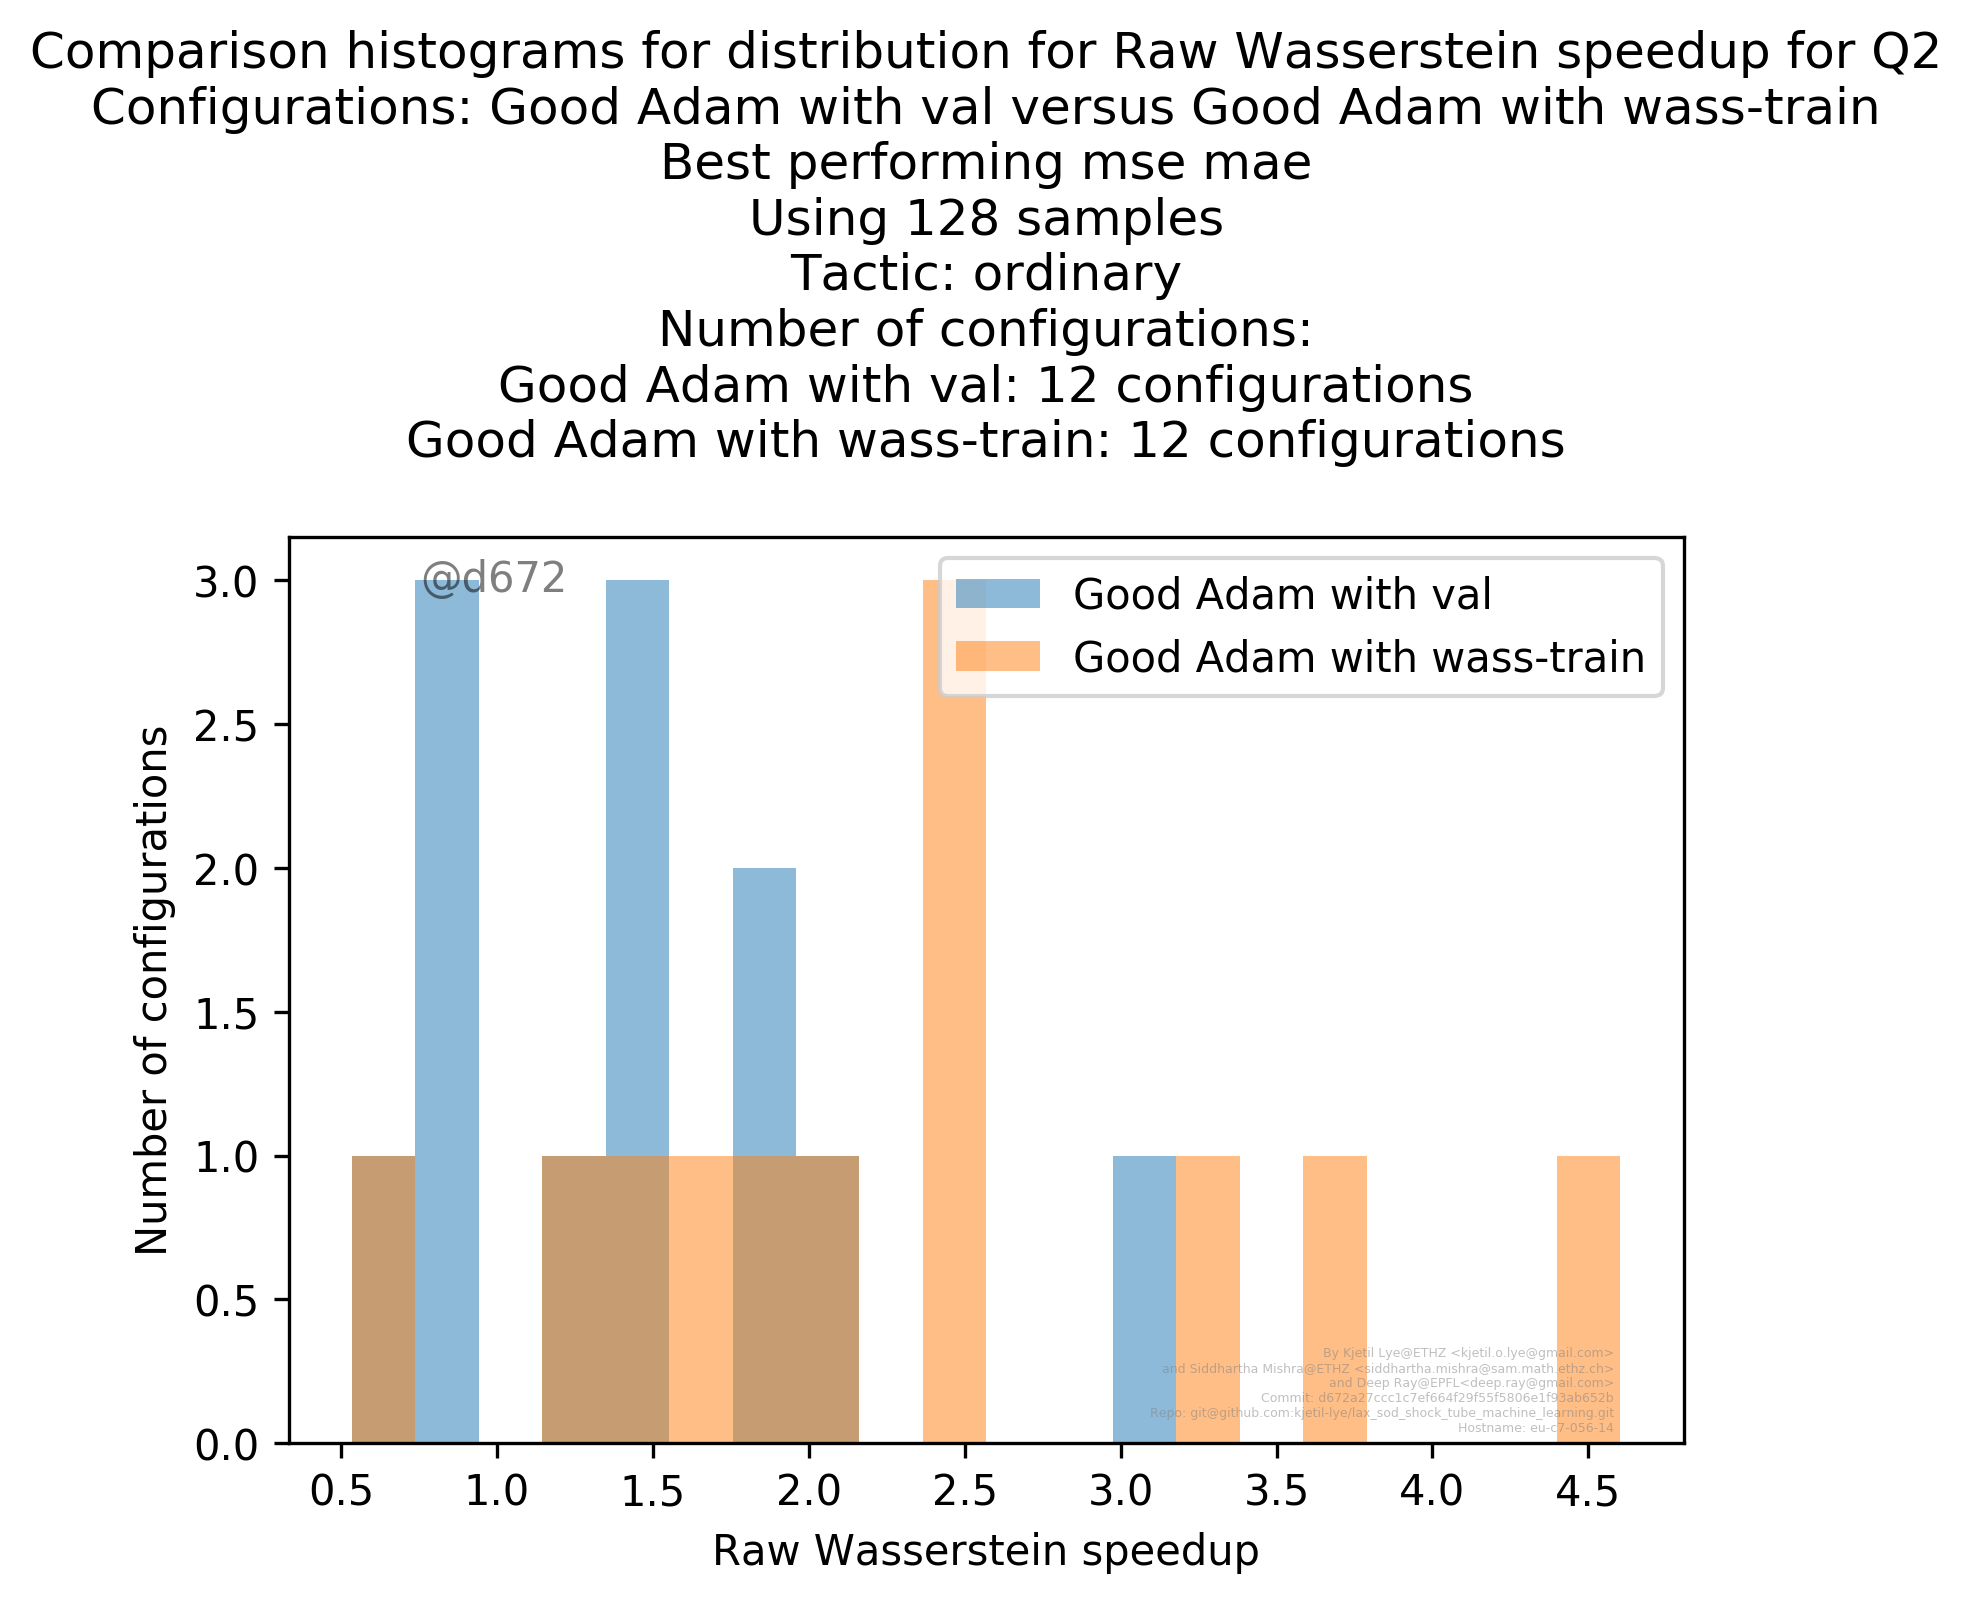 Comparison histograms for distribution for Raw Wasserstein speedup for Q2
Configurations: Good Adam with val versus Good Adam with wass-train
Best performing mse mae
Using 128 samples
Tactic: ordinary
Number of configurations:
Good Adam with val: 12 configurations
Good Adam with wass-train: 12 configurations
@d672
Good Adam with val
Good Adam with wass-train
Number of configurations
3.0
2.5
2.0
1.5
1.0
0.5
0.0
By Kjetil Lye@ETHZ <kjetil.o.lye@gmail.com>
and Siddhartha Mishra@ETHZ <siddhartha.mishra@sam.math.ethz.ch>
and Deep Ray@EPFL<deep.ray@gmail.com>
Commit: d672a27ccc1c7ef664f29f55f5806e1f93ab652b
Repo: git@github.com:kjetil-lye/lax_sod_shock_tube_machine_learning.git
Hostname: eu-c7-056-14
0.5 1.0 1.5 2.0 2.5 3.0 3.5 4.0 4.5
Raw Wasserstein speedup